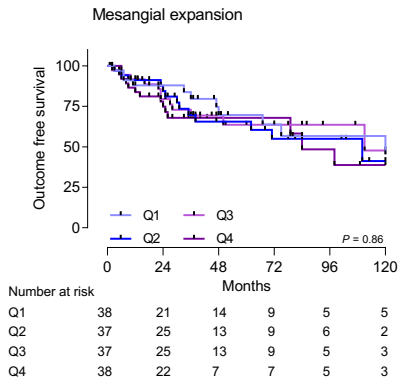 Mesangial expansion
Outcome free survival
100
75
50
25
0
Q1 Q3
Q2 Q4
P = 0.86
0 24 48 72 96 120
Months
Number at risk
Q1 38 21 14 9 5 5
Q2 37 25 13 9 6 2
Q3 37 25 13 9 5 3
Q4 38 22 7 7 5 3